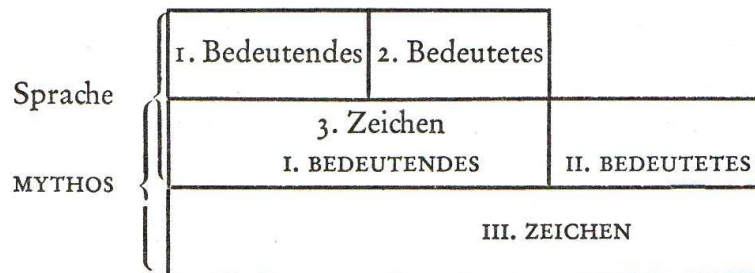 1. Bedeutendes 2. Bedeutetes
Sprache
3. Zeichen
I. BEDEUTENDES II. BEDEUTETES
MYTHOS
III. ZEICHEN